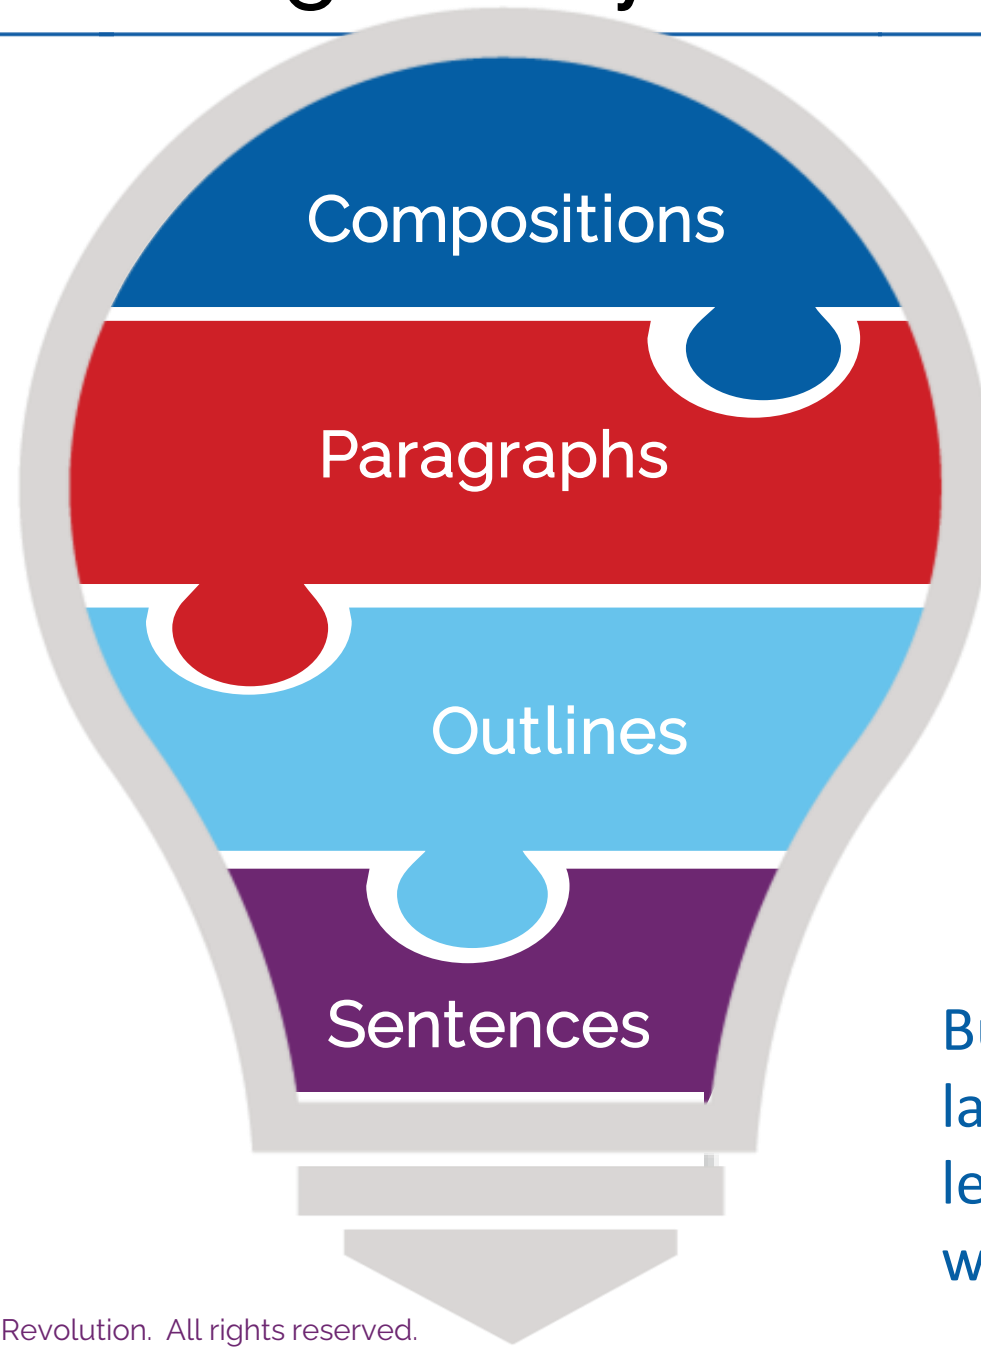 Compositions
Paragraphs
Outlines
Sentences
Revolution. All rights reserved.